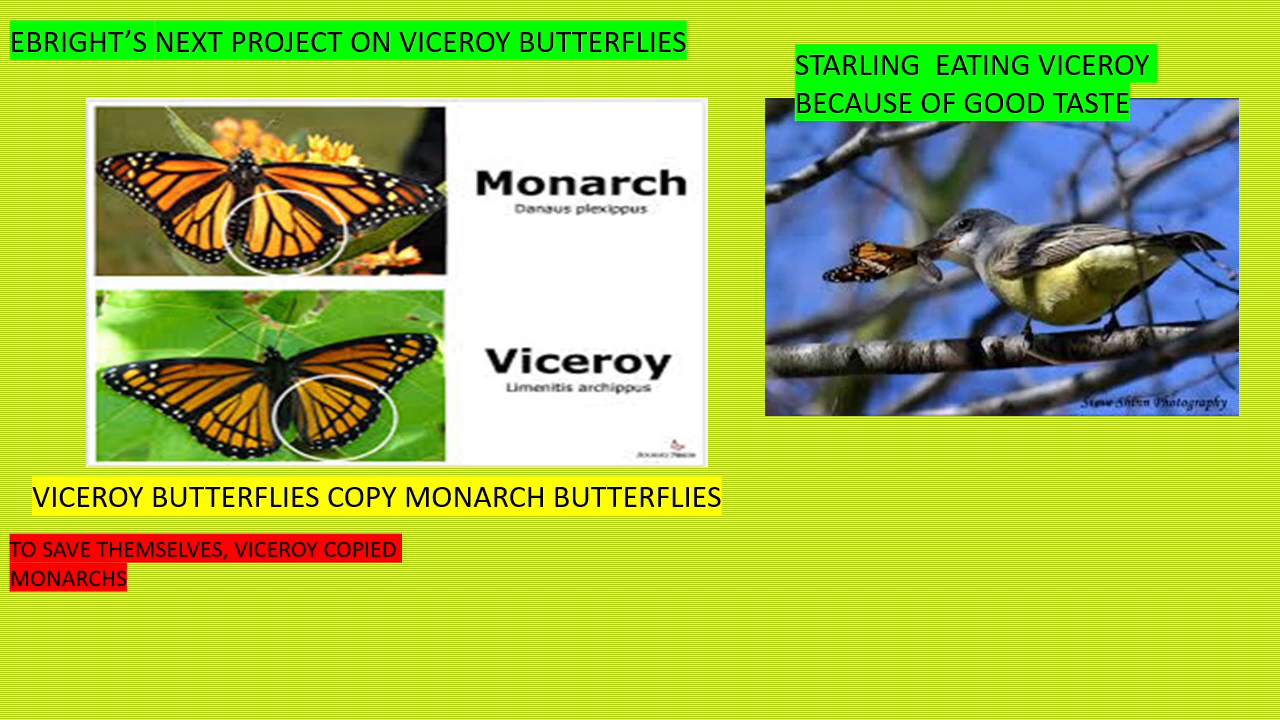 EBRIGHT’S NEXT PROJECT ON VICEROY BUTTERFLIES
STARLING  EATING VICEROY
BECAUSE OF GOOD TASTE
Monarch
Danaus plexippus
Viceroy
Limenitis archippus
Steve Shinn Photography
VICEROY BUTTERFLIES COPY MONARCH BUTTERFLIES
TO SAVE THEMSELVES, VICEROY COPIED
MONARCHS